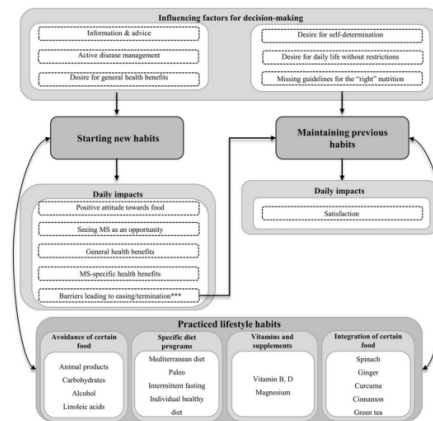 Influencing factors for decision-making
Information & advice
Active disease management
Desire for general health benefits
Desire for self-determination
Desire for daily life without restrictions
Missing guidelines for the "right" nutrition
Starting new habits
Maintaining previous
habits
Daily impacts
Positive attitude towards food
Seeing MS as an opportunity
General health benefits
MS-specific health benefits
Barriers leading to easing/termination***
Daily impacts
Satisfaction
Practiced lifestyle habits
Avoidance of certain
food
Animal products
Carbohydrates
Alcohol
Linoleic acids
Specific diet
programs
Mediterranean diet
Paleo
Intermittent fasting
Individual healthy
diet
Vitamins and
supplements
Vitamin B, D
Magnesium
Integration of certain
food
Spinach
Ginger
Curcuma
Cinnamon
Green tea